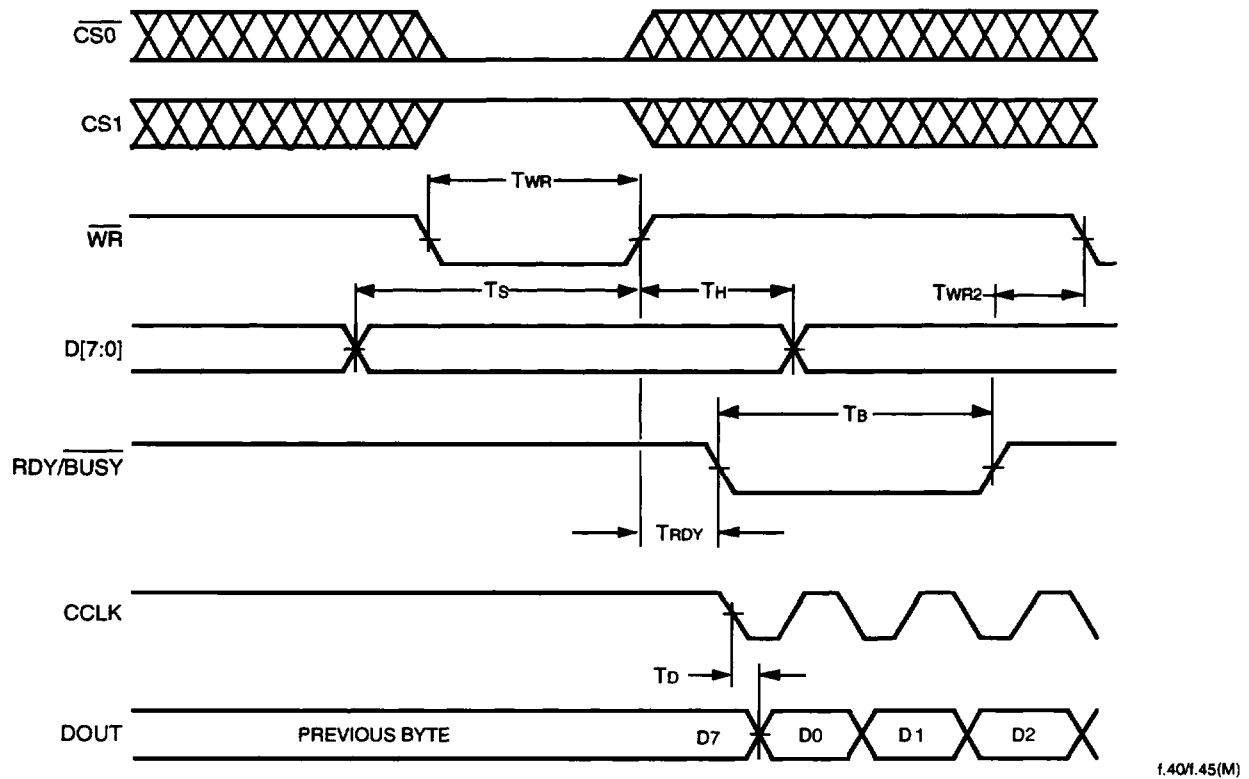 CS0
CS1
TWR
WR
TS
TH
TWR2
D[7:0]
TB
RDY/BUSY
TRDY
CCLK
TD
DOUT
PREVIOUS BYTE
D7
D0
D1
D2
f.40/f.45(M)